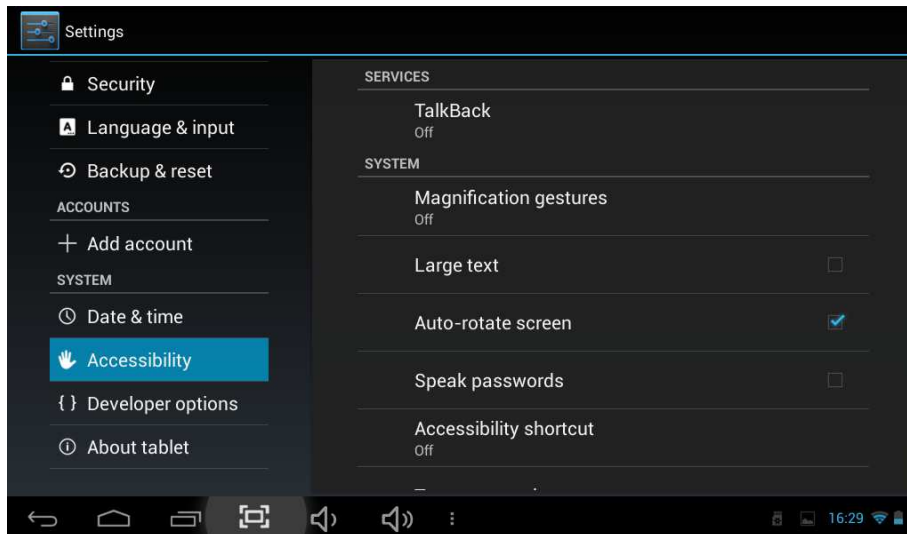 Settings
Security
Language & input
Backup & reset
ACCOUNTS
Add account
SYSTEM
Date & time
Accessibility
Developer options
About tablet
SERVICES
TalkBack
Off
SYSTEM
Magnification gestures
Off
Large text
Auto-rotate screen
Speak passwords
Accessibility shortcut
Off
16:29